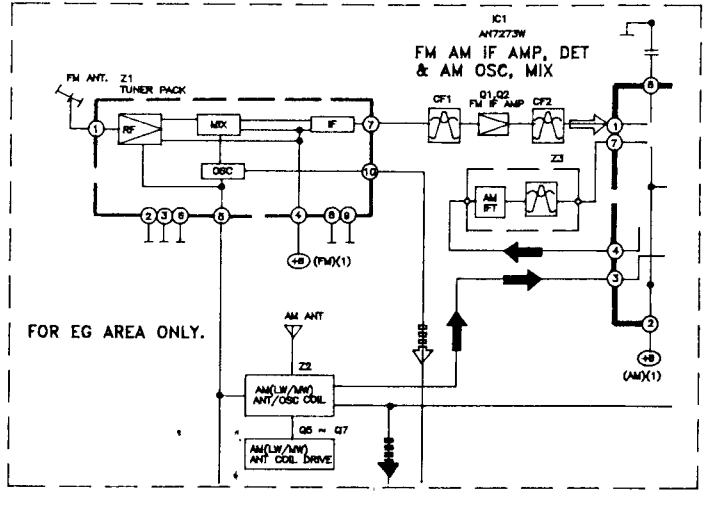 IC1
AN7273W
FM AM IF AMP, DET
& AM OSC, MIX
FM ANT. Z1
TUNER PACK
CF1
Q1,Q2
FM IF AMP
CF2
1
RF
MIX
IF
7
OSC
10
2
3
6
5
4
8
9
+B (FM)(1)
8
1
7
Z3
AM
IFT
4
3
2
+B
(AM)(1)
FOR EG AREA ONLY.
AM ANT
Z2
AM(LW/MW)
ANT/OSC COIL
Q5 ~ Q7
AM(LW/MW)
ANT COIL DRIVE